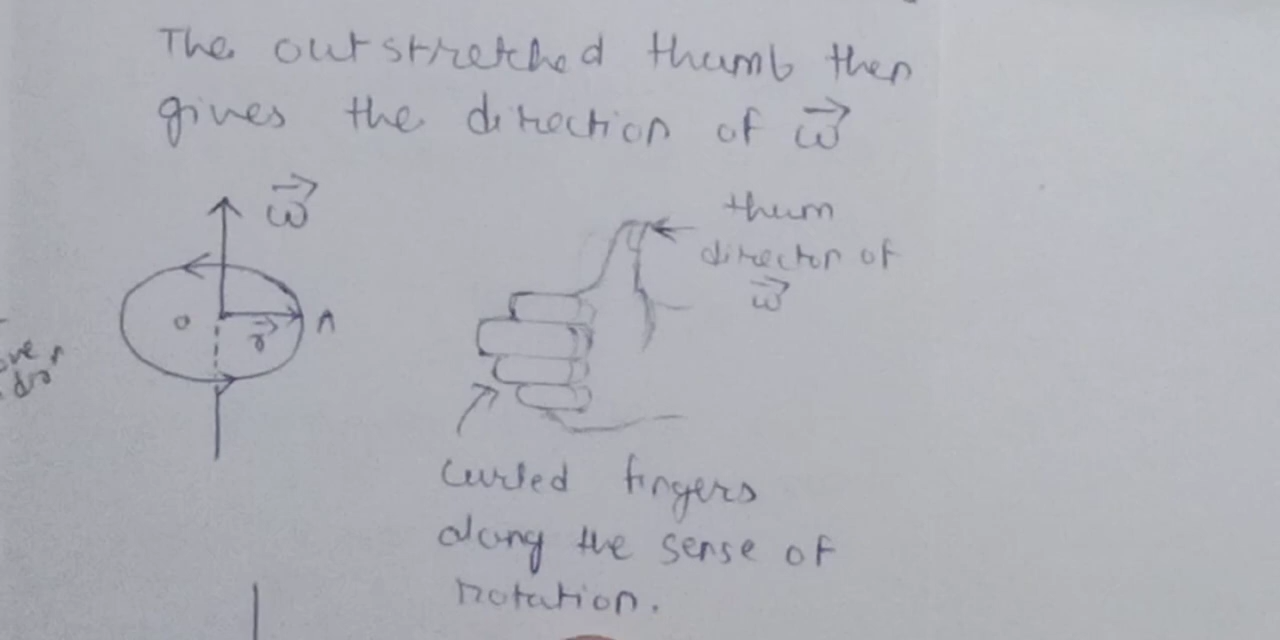 The outstretched thumb then
gives the direction of ω⃗
ω⃗
thum
direction of
ω⃗
o
r⃗
A
curled fingers
along the sense of
rotation.